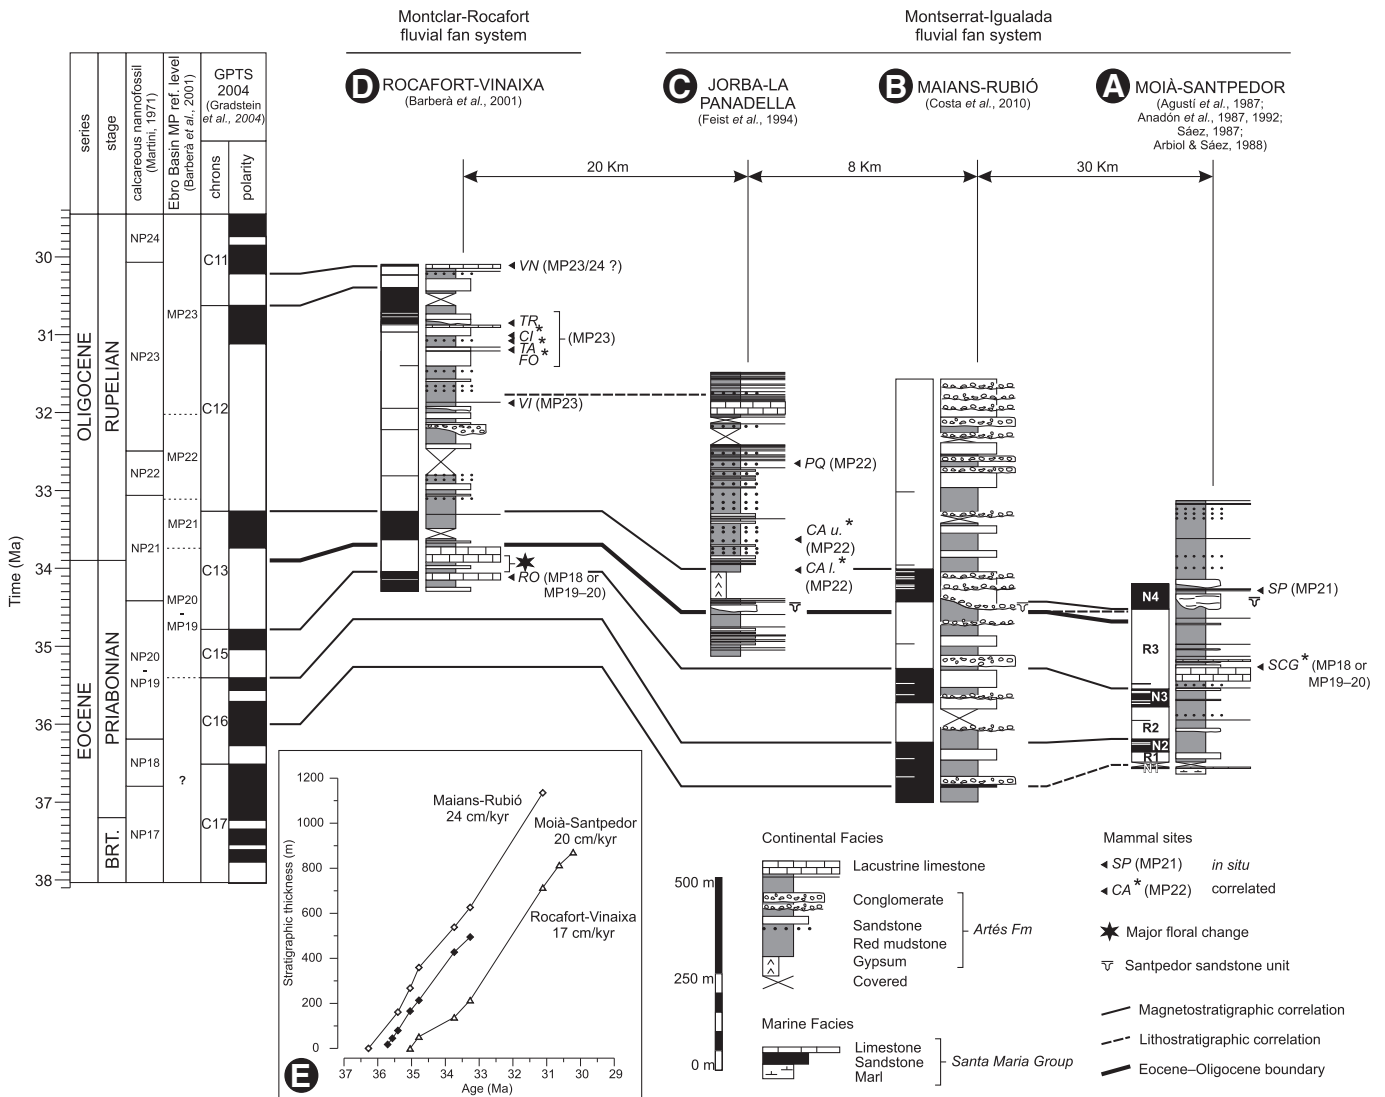 Montclar-Rocafort
fluvial fan system
Montserrat-Igualada
fluvial fan system
series
stage
calcareous nannofossil
(Martini, 1971)
Ebro Basin MP ref. level
(Barberà et al., 2001)
GPTS
2004
(Gradstein
et al., 2004)
chrons
polarity
D
ROCAFORT-VINAIXA
(Barberà et al., 2001)
C
JORBA-LA
PANADELLA
(Feist et al., 1994)
B
MAIANS-RUBIÓ
(Costa et al., 2010)
A
MOIÀ-SANTPEDOR
(Agustí et al., 1987;
Anadón et al., 1987, 1992;
Sáez, 1987;
Arbiol & Sáez, 1988)
20 Km
8 Km
30 Km
Time (Ma)
30
31
32
33
34
35
36
37
38
OLIGOCENE
EOCENE
RUPELIAN
PRIABONIAN
BRT.
NP24
NP23
NP22
NP21
NP20
-
NP19
NP18
NP17
MP23
MP22
MP21
MP20
-
MP19
?
C11
C12
C13
C15
C16
C17
VN (MP23/24 ?)
TR
CI*
TA*
FO*
(MP23)
VI (MP23)
RO (MP18 or
MP19–20)
PQ (MP22)
CA u.*
(MP22)
CA l.*
(MP22)
N4
R3
N3
R2
N2
R1
N1
SP (MP21)
SCG* (MP18 or
MP19–20)
E
Stratigraphic thickness (m)
1200
1000
800
600
400
200
0
37
36
35
34
33
32
31
30
29
Age (Ma)
Maians-Rubió
24 cm/kyr
Moià-Santpedor
20 cm/kyr
Rocafort-Vinaixa
17 cm/kyr
500 m
250 m
0 m
Continental Facies
Lacustrine limestone
Conglomerate
Sandstone
Red mudstone
Gypsum
Covered
Artés Fm
Marine Facies
Limestone
Sandstone
Marl
Santa Maria Group
Mammal sites
SP (MP21) in situ
CA* (MP22) correlated
Major floral change
Santpedor sandstone unit
Magnetostratigraphic correlation
Lithostratigraphic correlation
Eocene–Oligocene boundary